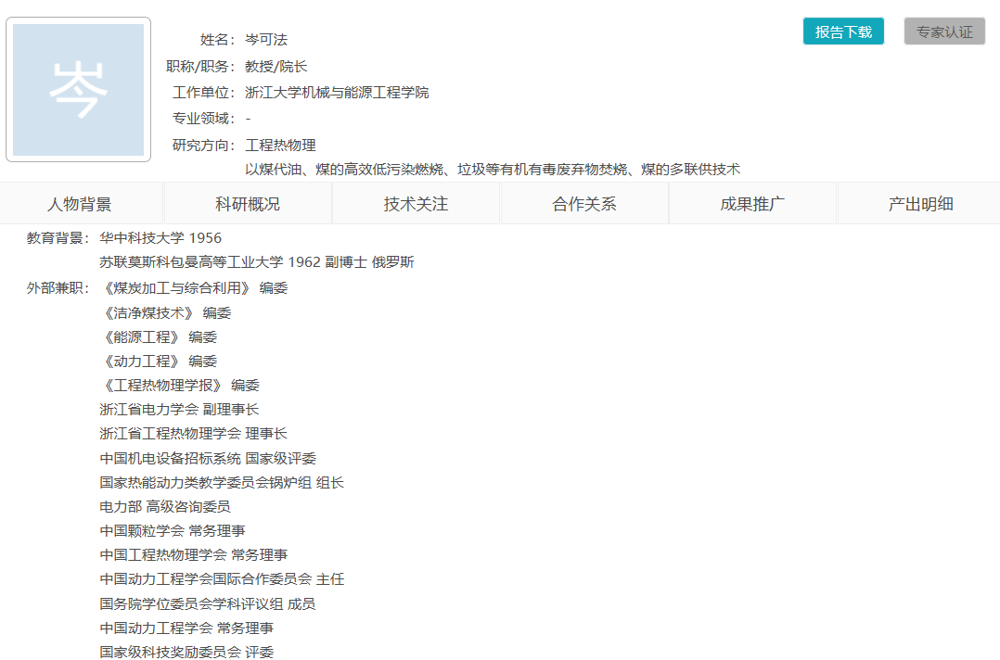 岑
姓名： 岑可法
报告下载
专家认证
职称/职务： 教授/院长
工作单位： 浙江大学机械与能源工程学院
专业领域： -
研究方向： 工程热物理
以煤代油、煤的高效低污染燃烧、垃圾等有机有毒废弃物焚烧、煤的多联供技术
人物背景 科研概况 技术关注 合作关系 成果推广 产出明细
教育背景： 华中科技大学 1956
苏联莫斯科包曼高等工业大学 1962 副博士 俄罗斯
外部兼职： 《煤炭加工与综合利用》 编委
《洁净煤技术》 编委
《能源工程》 编委
《动力工程》 编委
《工程热物理学报》 编委
浙江省电力学会 副理事长
浙江省工程热物理学会 理事长
中国机电设备招标系统 国家级评委
国家热能动力类教学委员会锅炉组 组长
电力部 高级咨询委员
中国颗粒学会 常务理事
中国工程热物理学会 常务理事
中国动力工程学会国际合作委员会 主任
国务院学位委员会学科评议组 成员
中国动力工程学会 常务理事
国家级科技奖励委员会 评委